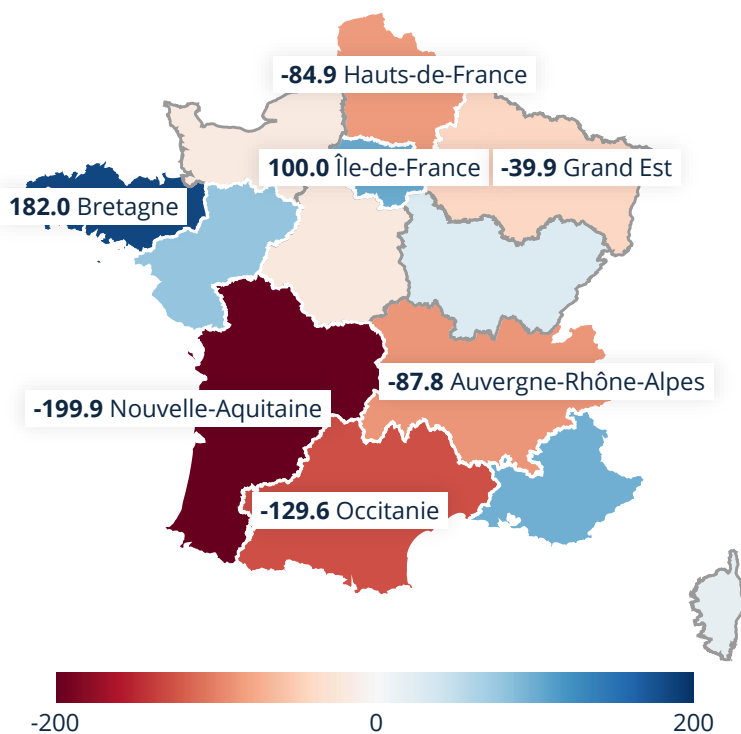 -84.9 Hauts-de-France
100.0 Île-de-France
-39.9 Grand Est
182.0 Bretagne
-87.8 Auvergne-Rhône-Alpes
-199.9 Nouvelle-Aquitaine
-129.6 Occitanie
-200 0 200